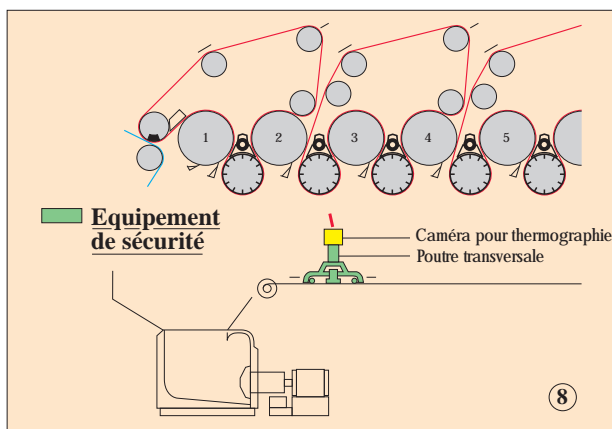 1 2 3 4 5
Equipement
de sécurité
Caméra pour thermographie
Poutre transversale
8